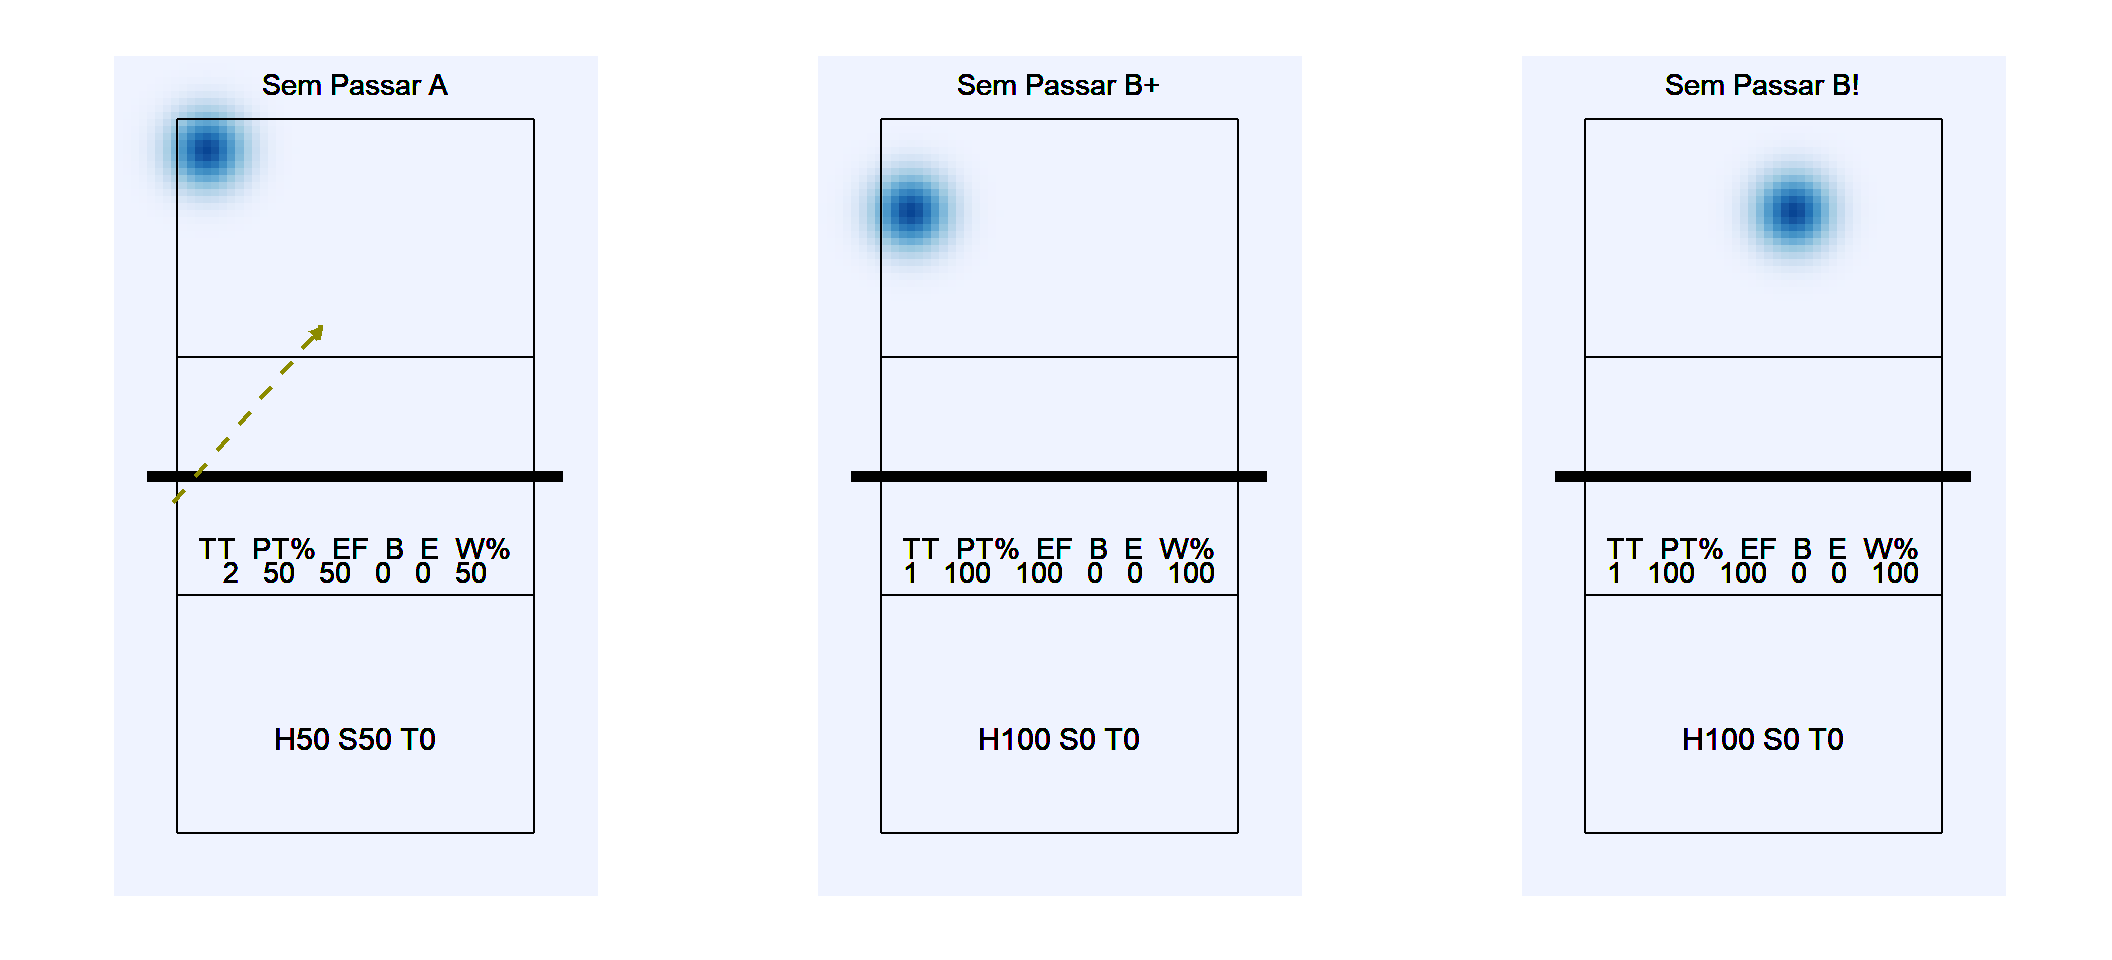 Sem Passar A
TT PT% EF B E W%
2 50 50 0 0 50
H50 S50 T0
Sem Passar B+
TT PT% EF B E W%
1 100 100 0 0 100
H100 S0 T0
Sem Passar B!
TT PT% EF B E W%
1 100 100 0 0 100
H100 S0 T0